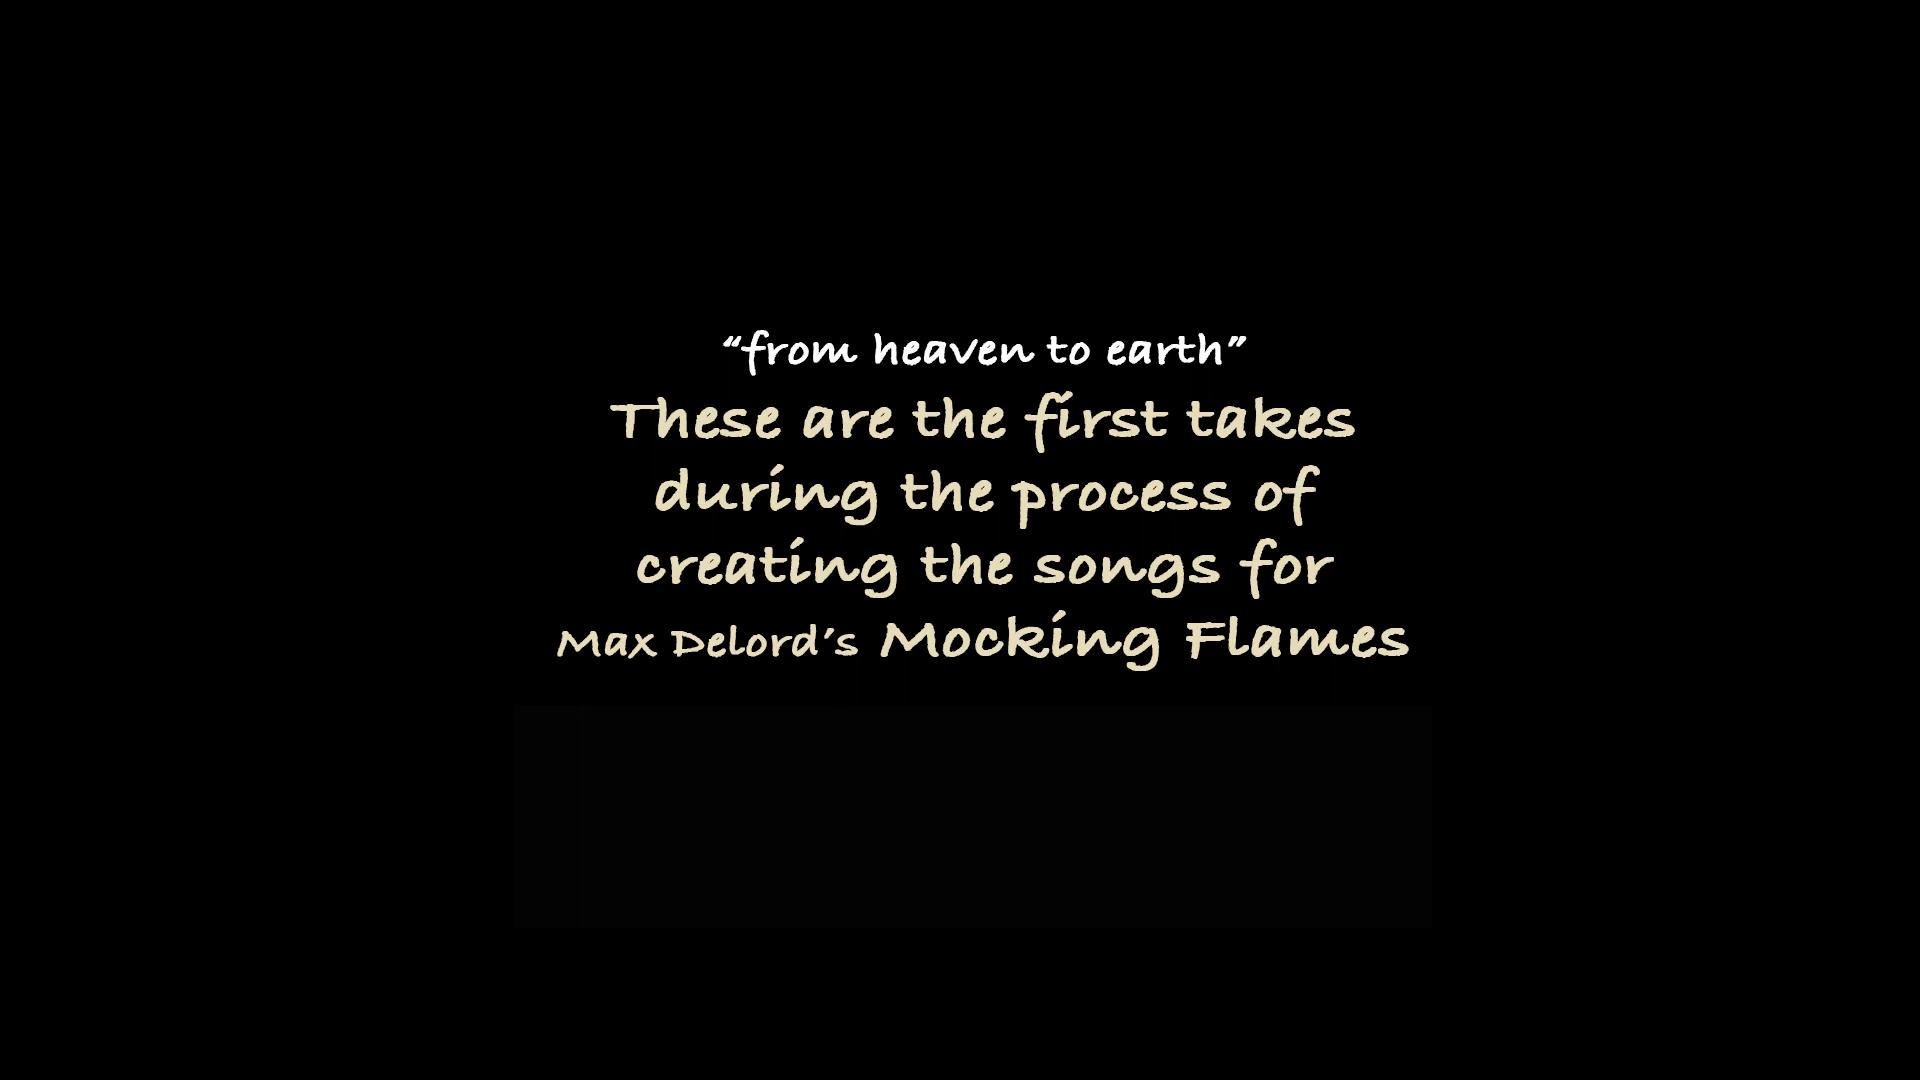 “from heaven to earth”
These are the first takes
during the process of
creating the songs for
Max Delord’s Mocking Flames